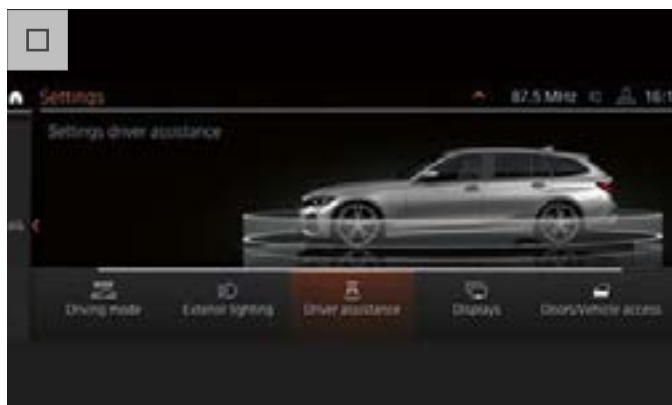 Settings 87.5 MHz
Settings driver assistance
Driving mode Exterior lighting Driver assistance Displays Doors/Vehicle access